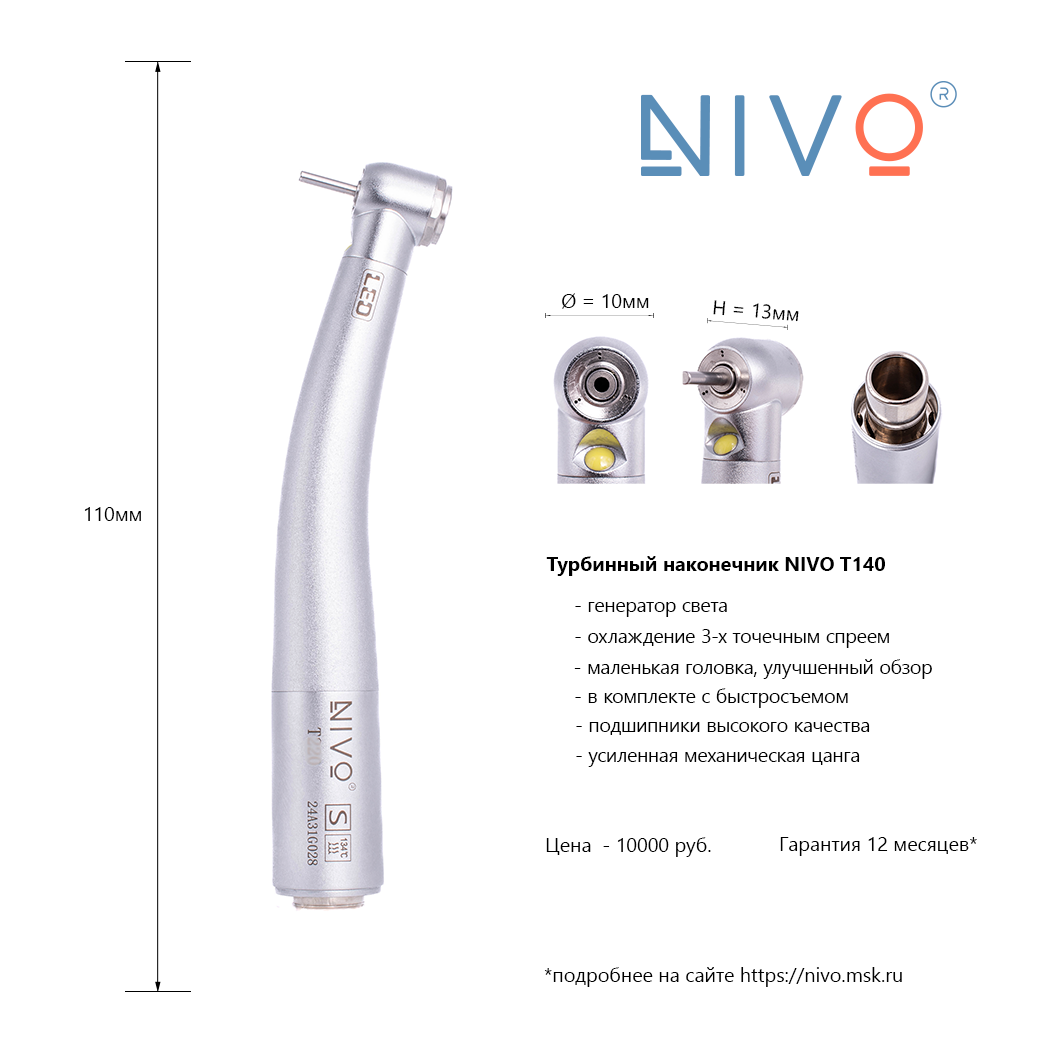 NIVO®
Ø = 10мм
H = 13мм
LED
110мм
Турбинный наконечник NIVO T140
- генератор света
- охлаждение 3-х точечным спреем
- маленькая головка, улучшенный обзор
- в комплекте с быстросъемом
- подшипники высокого качества
- усиленная механическая цанга
NIVO®
T 220
S
134℃
24A31G028
Цена - 10000 руб.
Гарантия 12 месяцев*
*подробнее на сайте https://nivo.msk.ru